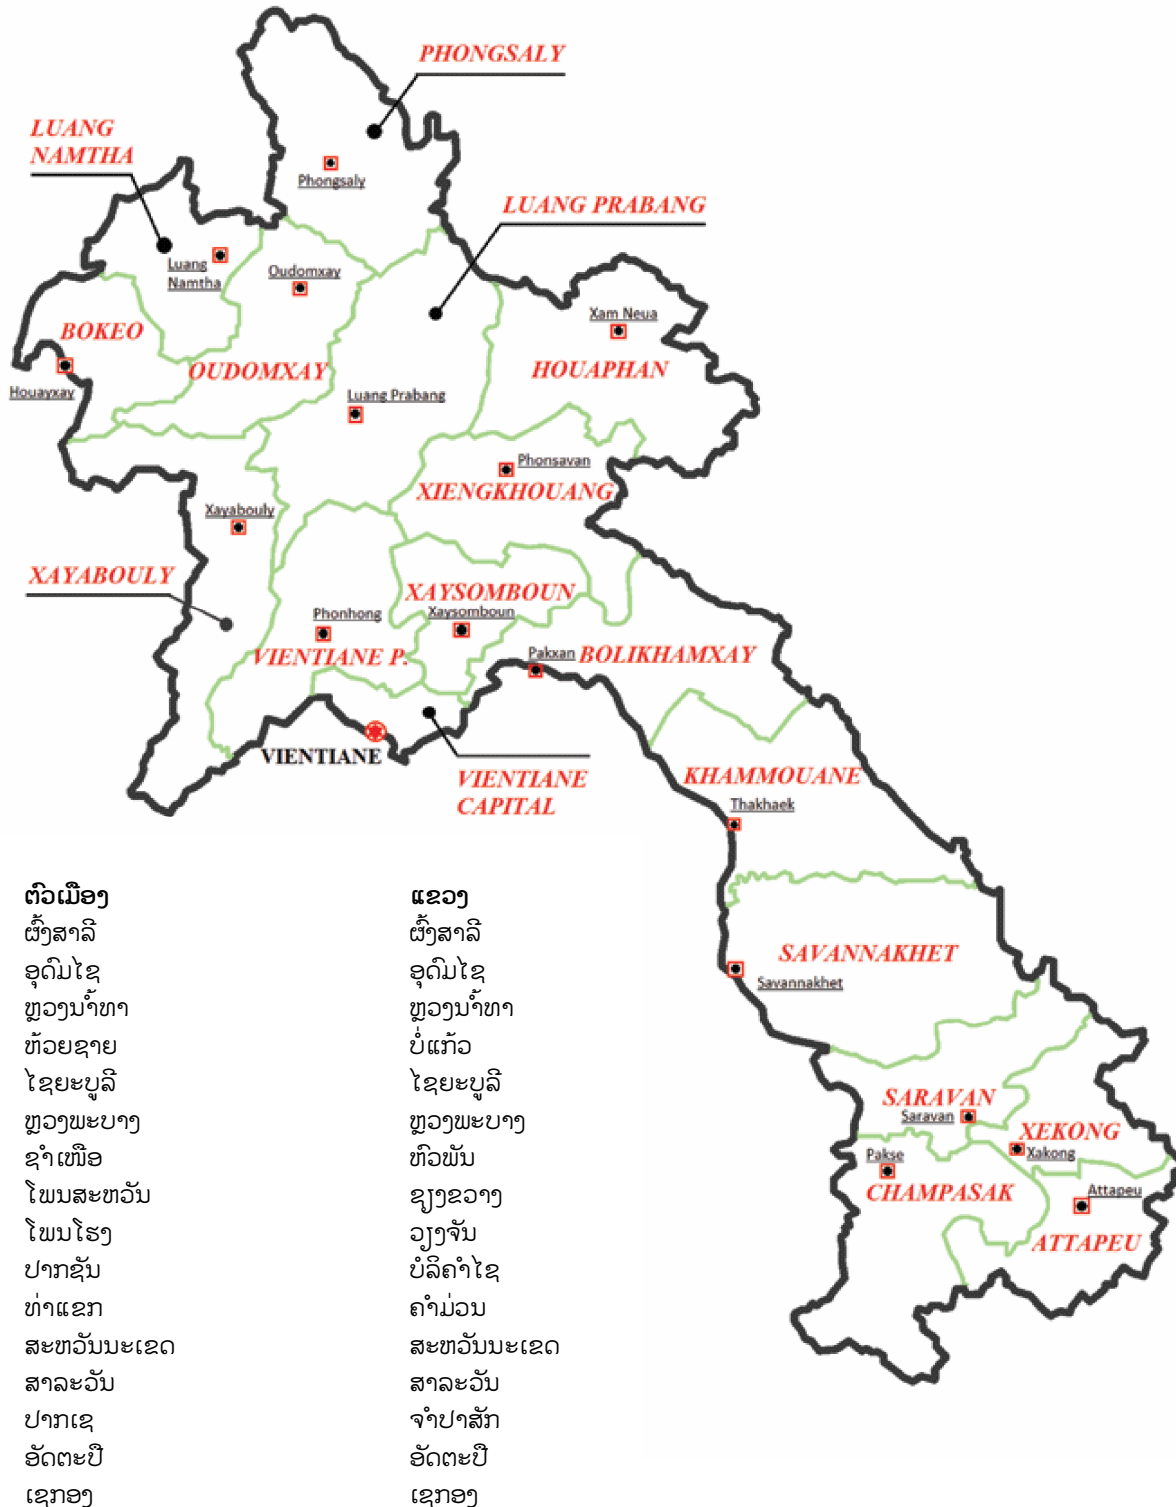 PHONGSALY
LUANG
NAMTHA
Phongsaly
LUANG PRABANG
Luang
Namtha
Oudomxay
Xam Neua
BOKEO
OUDOMXAY
HOUAPHAN
Houayxay
Luang Prabang
Phonsavan
XIENGKHOUANG
Xayabouly
XAYABOULY
XAYSOMBOUN
Phonhong
Xaysomboun
VIENTIANE P.
Pakxan
BOLIKHAMXAY
VIENTIANE
VIENTIANE
CAPITAL
KHAMMOUANE
Thakhaek
SAVANNAKHET
Savannakhet
SARAVAN
Saravan
XEKONG
Xakong
Pakse
CHAMPASAK
Attapeu
ATTAPEU
ຕົວເມືອງ ແຂວງ
ຜົ້ງສາລີ ຜົ້ງສາລີ
ອຸດົມໄຊ ອຸດົມໄຊ
ຫຼວງນ້ຳທາ ຫຼວງນ້ຳທາ
ຫ້ວຍຊາຍ ບໍ່ແກ້ວ
ໄຊຍະບູລີ ໄຊຍະບູລີ
ຫຼວງພະບາງ ຫຼວງພະບາງ
ຊຳເໜືອ ຫົວພັນ
ໂພນສະຫວັນ ຊຽງຂວາງ
ໂພນໂຮງ ວຽງຈັນ
ປາກຊັນ ບໍລິຄຳໄຊ
ທ່າແຂກ ຄຳມ່ວນ
ສະຫວັນນະເຂດ ສະຫວັນນະເຂດ
ສາລະວັນ ສາລະວັນ
ປາກເຊ ຈຳປາສັກ
ອັດຕະປື ອັດຕະປື
ເຊກອງ ເຊກອງ